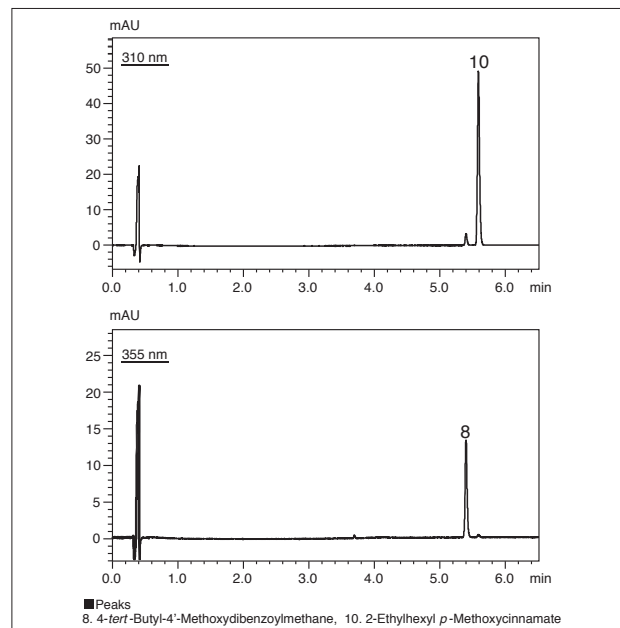 mAU
310 nm
10
50
40
30
20
10
0
0.0 1.0 2.0 3.0 4.0 5.0 6.0 min
mAU
355 nm
25
20
15
8
10
5
0
0.0 1.0 2.0 3.0 4.0 5.0 6.0 min
■Peaks
8. 4-tert-Butyl-4'-Methoxydibenzoylmethane, 10. 2-Ethylhexyl p-Methoxycinnamate